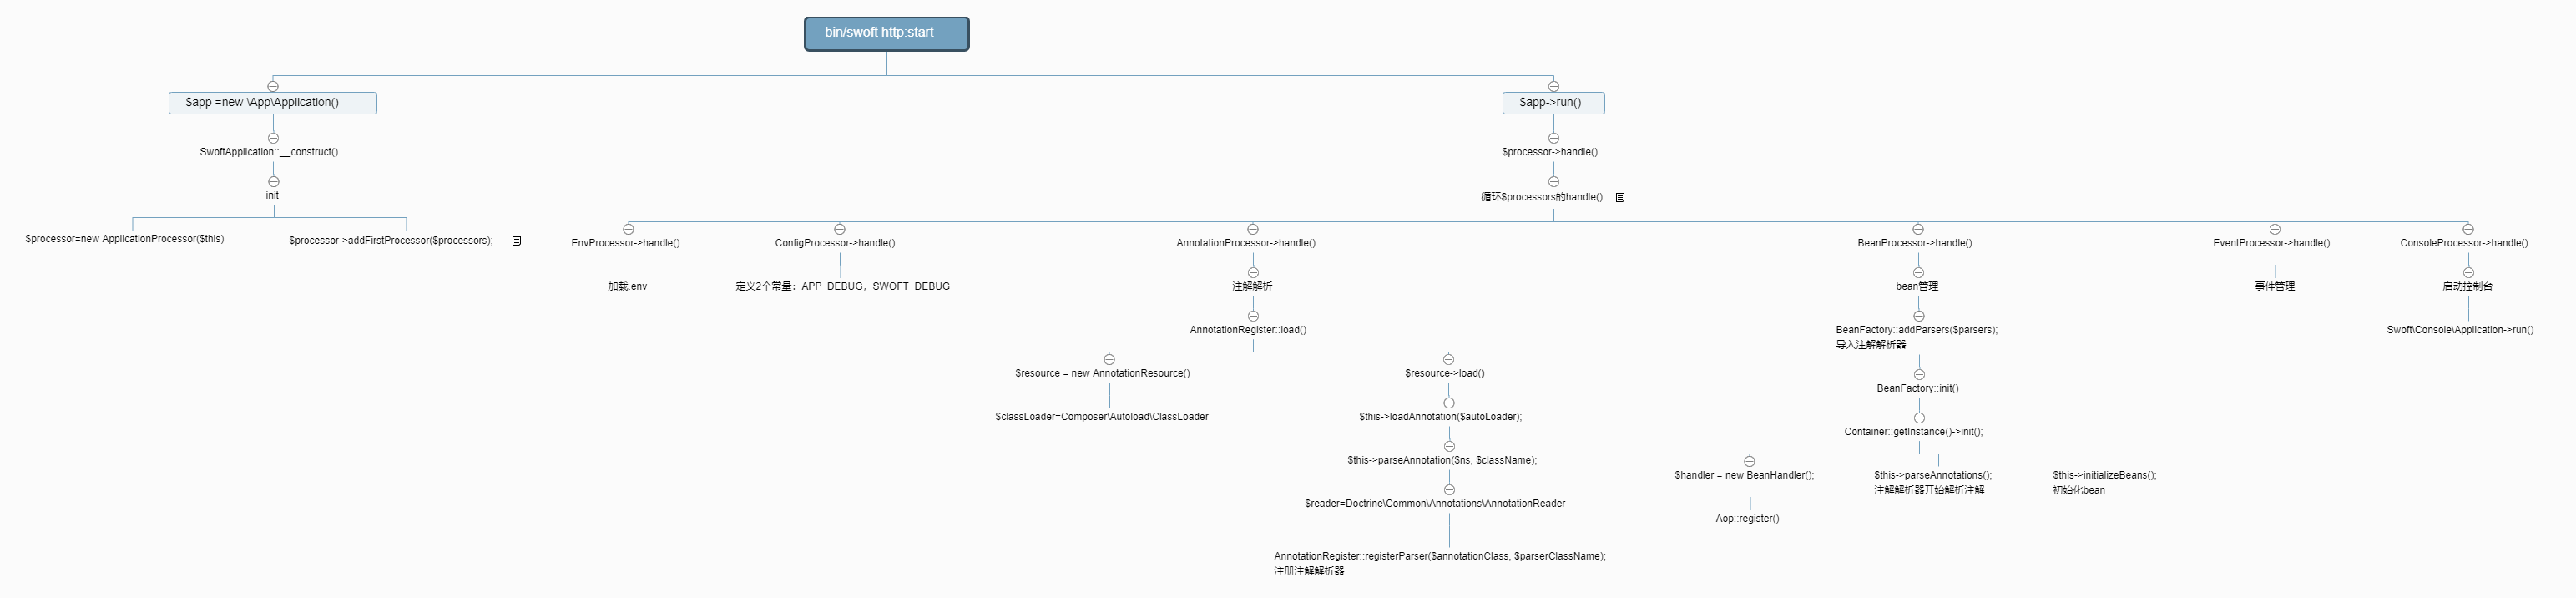 bin/swoft http:start
$app =new \App\Application()
$app->run()
SwoftApplication::__construct()
$processor->handle()
init
循环$processors的handle()
$processor=new ApplicationProcessor($this)
$processor->addFirstProcessor($processors);
EnvProcessor->handle()
ConfigProcessor->handle()
AnnotationProcessor->handle()
BeanProcessor->handle()
EventProcessor->handle()
ConsoleProcessor->handle()
加载.env
定义2个常量：APP_DEBUG，SWOFT_DEBUG
注解解析
bean管理
事件管理
启动控制台
AnnotationRegister::load()
BeanFactory::addParsers($parsers);
导入注解解析器
Swoft\Console\Application->run()
$resource = new AnnotationResource()
$resource->load()
BeanFactory::init()
$classLoader=Composer\Autoload\ClassLoader
$this->loadAnnotation($autoLoader);
Container::getInstance()->init();
$this->parseAnnotation($ns, $className);
$handler = new BeanHandler();
$this->parseAnnotations();
注解解析器开始解析注解
$this->initializeBeans();
初始化bean
$reader=Doctrine\Common\Annotations\AnnotationReader
Aop::register()
AnnotationRegister::registerParser($annotationClass, $parserClassName);
注册注解解析器